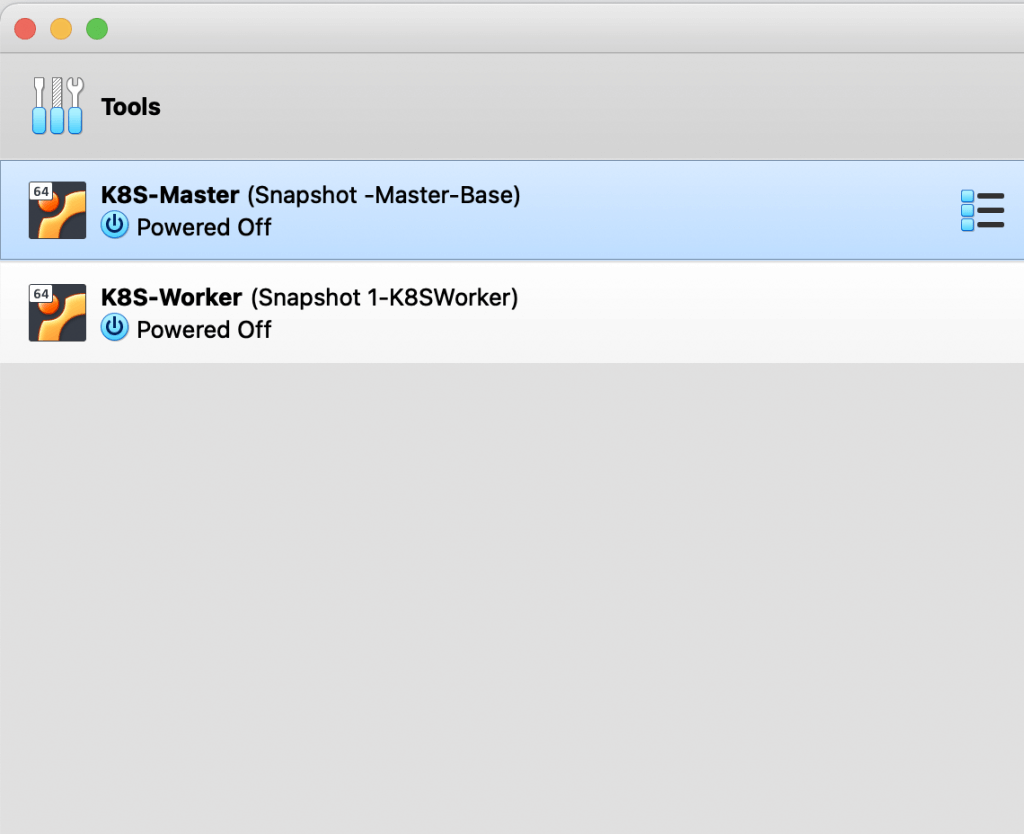 Tools
64
K8S-Master (Snapshot -Master-Base)
Powered Off
64
K8S-Worker (Snapshot 1-K8SWorker)
Powered Off